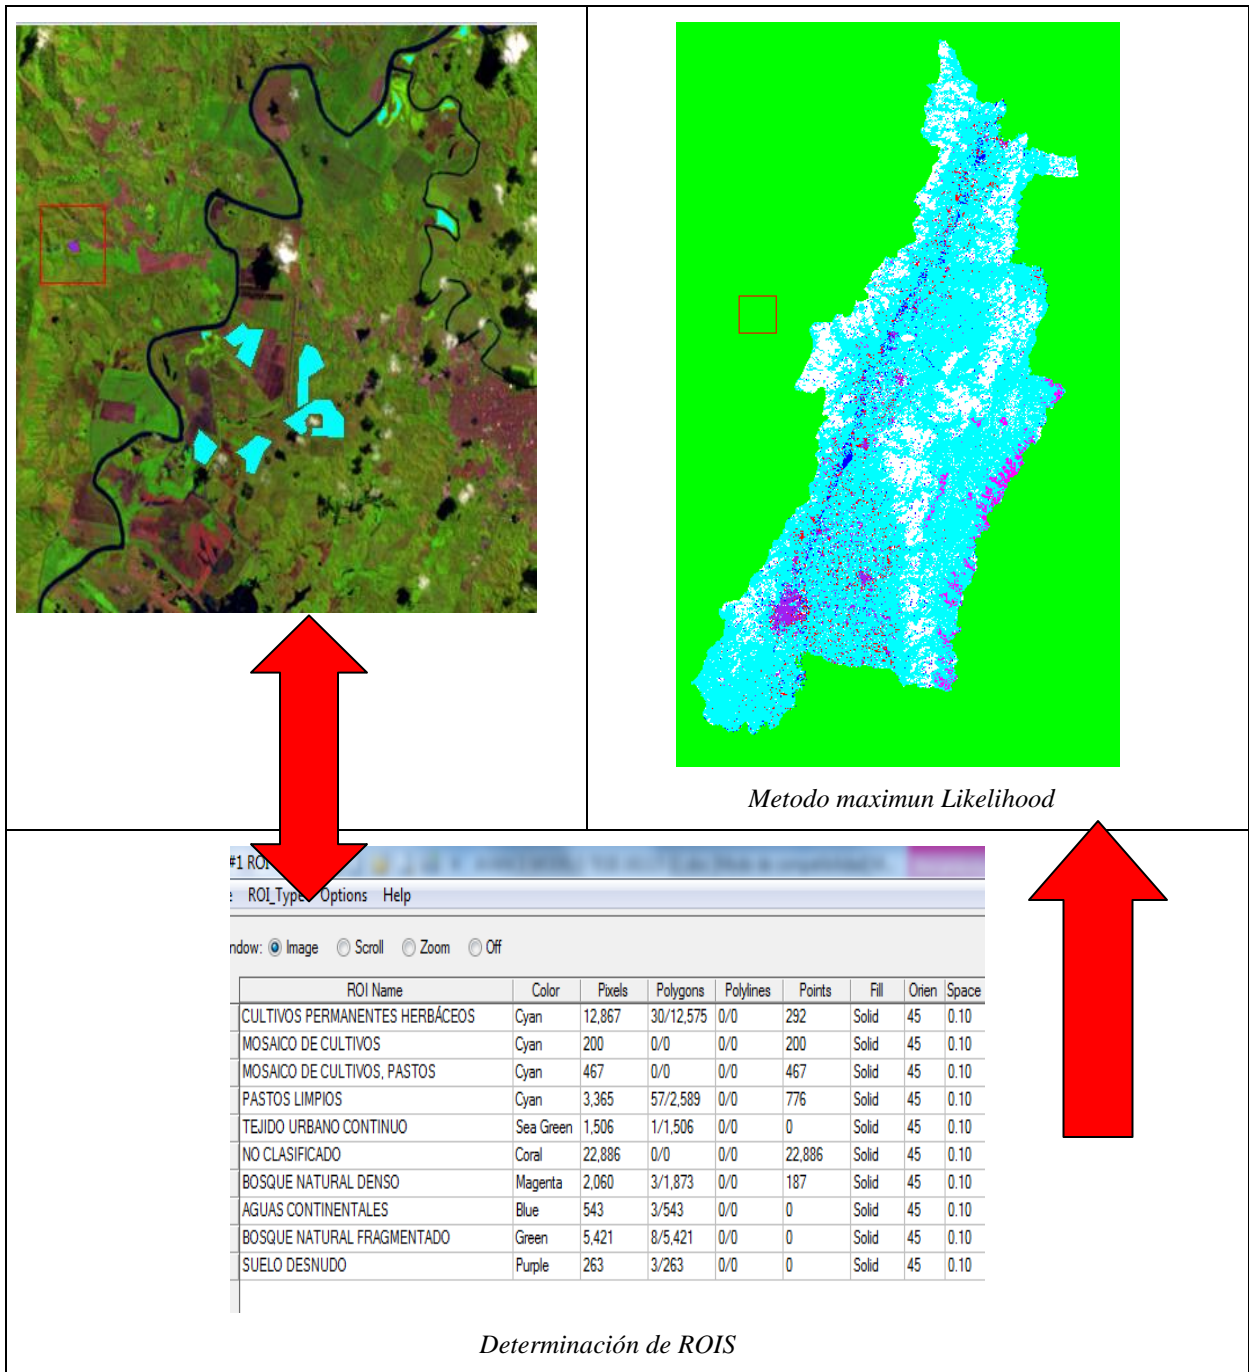 Metodo maximun Likelihood
#1 ROI
ROI_Type Options Help
ndow: Image Scroll Zoom Off
ROI Name Color Pixels Polygons Polylines Points Fill Orien Space
CULTIVOS PERMANENTES HERBÁCEOS Cyan 12,867 30/12,575 0/0 292 Solid 45 0.10
MOSAICO DE CULTIVOS Cyan 200 0/0 0/0 200 Solid 45 0.10
MOSAICO DE CULTIVOS, PASTOS Cyan 467 0/0 0/0 467 Solid 45 0.10
PASTOS LIMPIOS Cyan 3,365 57/2,589 0/0 776 Solid 45 0.10
TEJIDO URBANO CONTINUO Sea Green 1,506 1/1,506 0/0 0 Solid 45 0.10
NO CLASIFICADO Coral 22,886 0/0 0/0 22,886 Solid 45 0.10
BOSQUE NATURAL DENSO Magenta 2,060 3/1,873 0/0 187 Solid 45 0.10
AGUAS CONTINENTALES Blue 543 3/543 0/0 0 Solid 45 0.10
BOSQUE NATURAL FRAGMENTADO Green 5,421 8/5,421 0/0 0 Solid 45 0.10
SUELO DESNUDO Purple 263 3/263 0/0 0 Solid 45 0.10
Determinación de ROIS